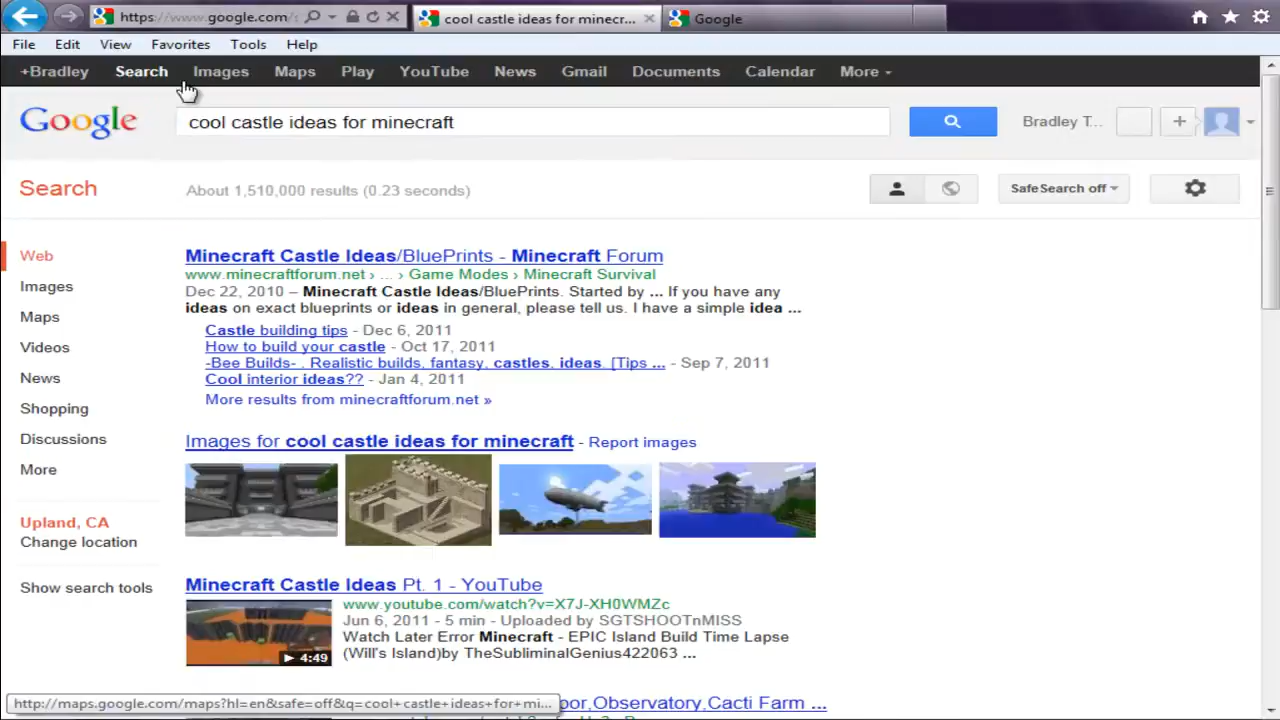 https://www.google.com/
cool castle ideas for minecr...
Google
File Edit View Favorites Tools Help
+Bradley Search Images Maps Play YouTube News Gmail Documents Calendar More
Google
cool castle ideas for minecraft
Bradley T...
Search
About 1,510,000 results (0.23 seconds)
SafeSearch off
Web
Images
Maps
Videos
News
Shopping
Discussions
More
Upland, CA
Change location
Show search tools
Minecraft Castle Ideas/BluePrints - Minecraft Forum
www.minecraftforum.net › ... › Game Modes › Minecraft Survival
Dec 22, 2010 – Minecraft Castle Ideas/BluePrints. Started by ... If you have any
ideas on exact blueprints or ideas in general, please tell us. I have a simple idea ...
Castle building tips - Dec 6, 2011
How to build your castle - Oct 17, 2011
-Bee Builds- . Realistic builds, fantasy, castles, ideas, [Tips ... - Sep 7, 2011
Cool interior ideas?? - Jan 4, 2011
More results from minecraftforum.net »
Images for cool castle ideas for minecraft - Report images
Minecraft Castle Ideas Pt. 1 - YouTube
www.youtube.com/watch?v=X7J-XH0WMZc
Jun 6, 2011 - 5 min - Uploaded by SGTSHOOTnMISS
Watch Later Error Minecraft - EPIC Island Build Time Lapse
(Will's Island)by TheSubliminalGenius422063 ...
4:49
http://maps.google.com/maps?hl=en&safe=off&q=cool+castle+ideas+for+mi...
oor,Observatory,Cacti Farm ...